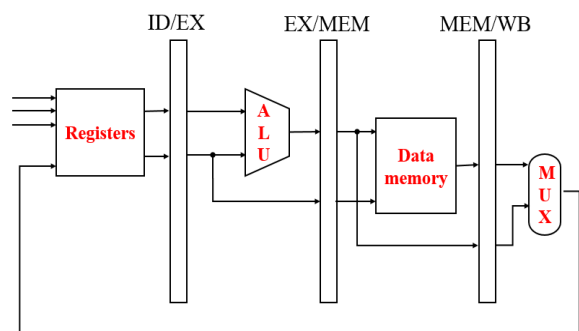 ID/EX
EX/MEM
MEM/WB
Registers
A
L
U
Data
memory
M
U
X